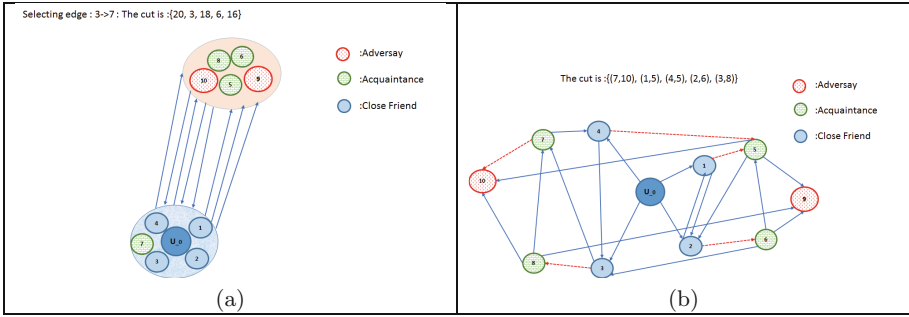 Selecting edge : 3->7 : The cut is :{20, 3, 18, 6, 16}
:Adversay
:Acquaintance
:Close Friend
8
6
10
5
9
4
1
7
U_0
3
2
(a)
The cut is :{(7,10), (1,5), (4,5), (2,6), (3,8)}
:Adversay
:Acquaintance
:Close Friend
4
7
5
1
10
U_0
9
6
2
8
3
(b)